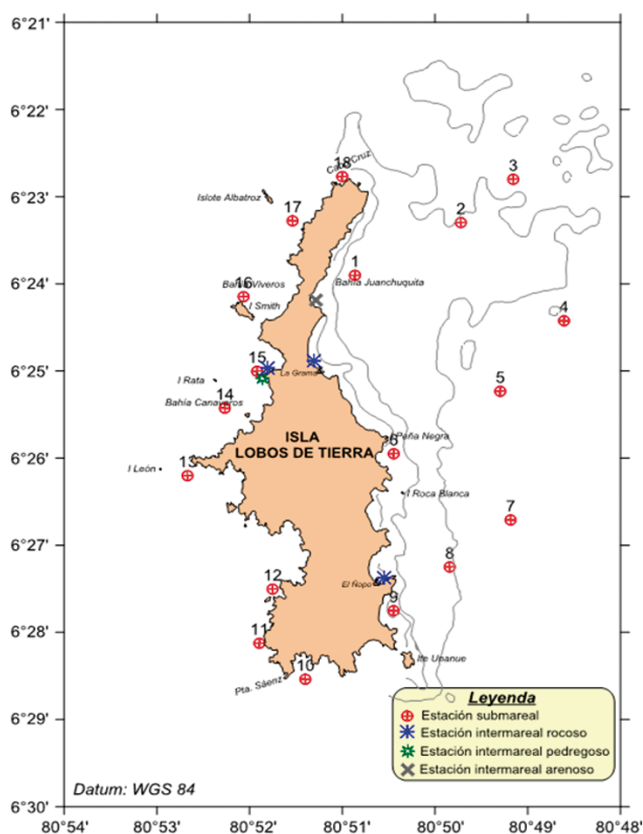 6°21'
6°22'
6°23'
6°24'
6°25'
6°26'
6°27'
6°28'
6°29'
6°30'
80°54'
80°53'
80°52'
80°51'
80°50'
80°49'
80°48'
18
Cabo Cruz
3
Islote Albatroz
17
2
1
Bahía Juanchuquita
16
Bahía Viveros
I Smith
4
15
La Grama
I Rata
5
14
Bahía Canaveros
ISLA
LOBOS DE TIERRA
Peña Negra
6
I León
13
I Roca Blanca
7
8
12
El Ñopo
9
11
Ite Unanue
10
Pta. Sáenz
Leyenda
Estación submareal
Estación intermareal rocoso
Estación intermareal pedregoso
Estación intermareal arenoso
Datum: WGS 84